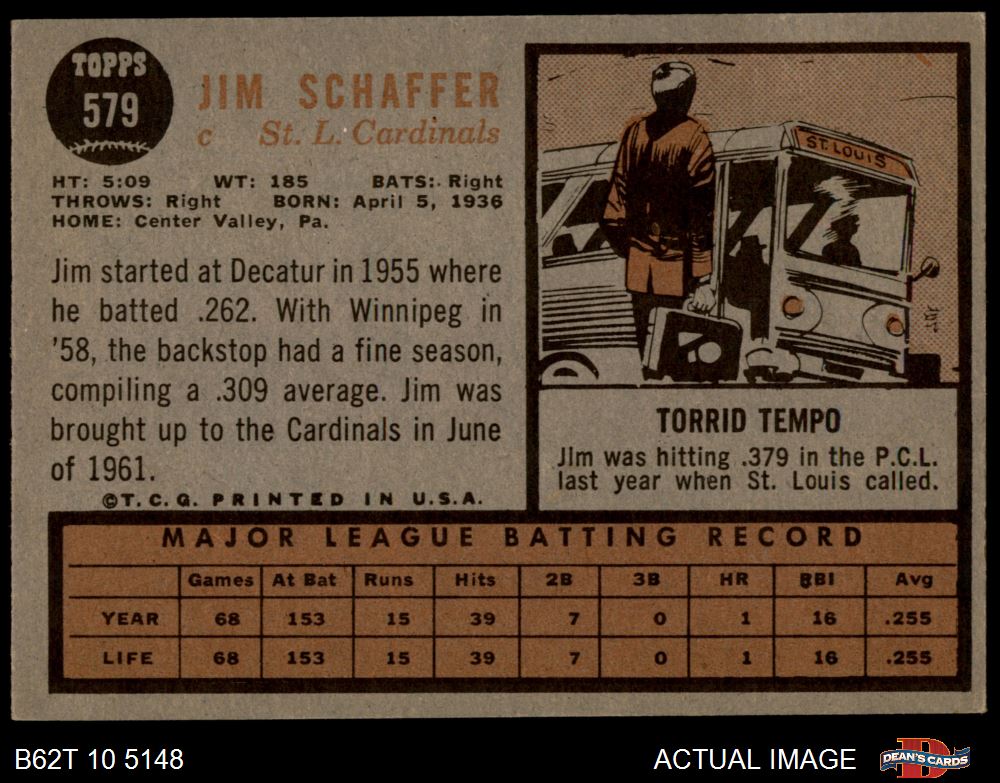 TOPPS
579
JIM SCHAFFER
C St. L. Cardinals
HT: 5:09 WT: 185 BATS: Right
THROWS: Right BORN: April 5, 1936
HOME: Center Valley, Pa.
Jim started at Decatur in 1955 where
he batted .262. With Winnipeg in
'58, the backstop had a fine season,
compiling a .309 average. Jim was
brought up to the Cardinals in June
of 1961.
©T.C.G. PRINTED IN U.S.A.
ST. LOUIS
TORRID TEMPO
JIm was hitting .379 in the P.C.L.
last year when St. Louis called.
MAJOR LEAGUE BATTING RECORD
Games At Bat Runs Hits 2B 3B HR RBI Avg
YEAR 68 153 15 39 7 0 1 16 .255
LIFE 68 153 15 39 7 0 1 16 .255
B62T 10 5148
ACTUAL IMAGE
D
DEAN'S CARDS